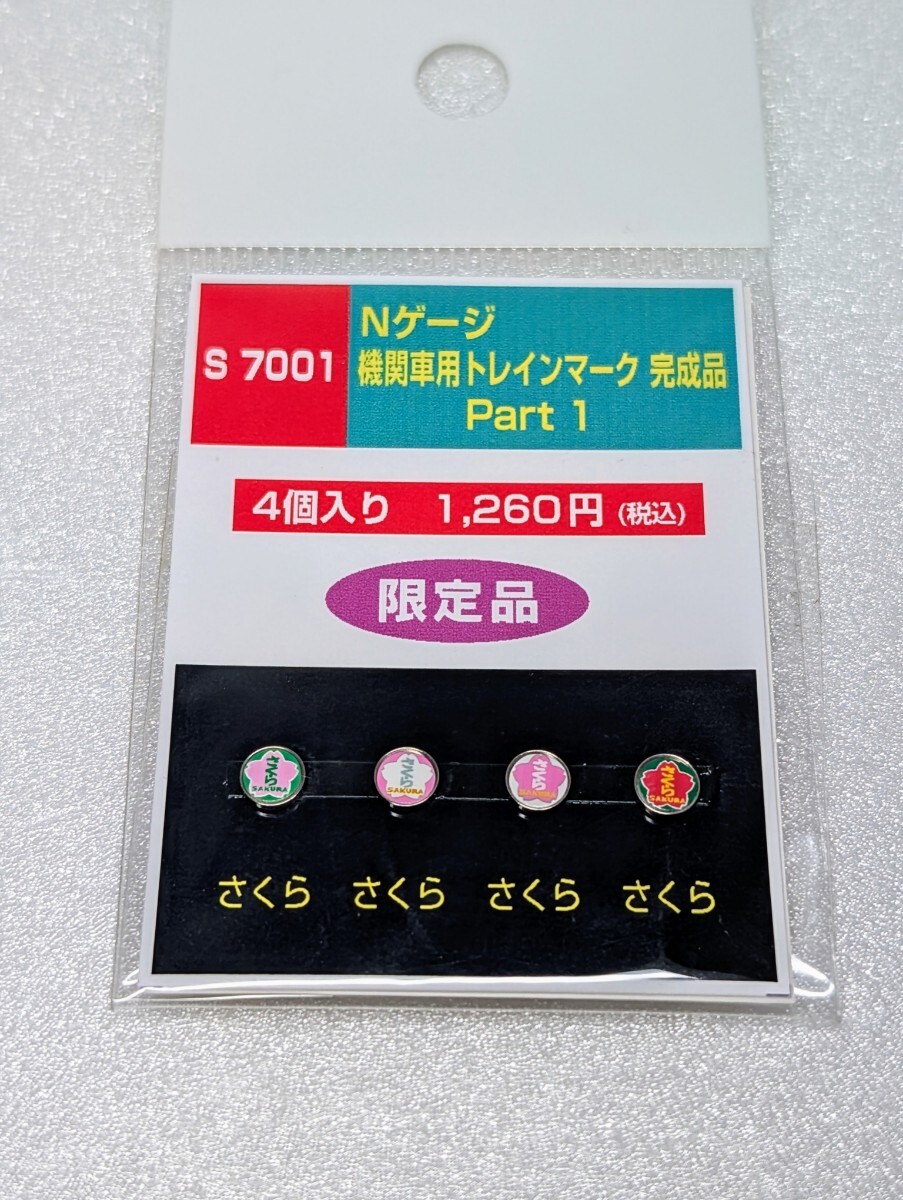 S 7001
Nゲージ
機関車用トレインマーク 完成品
Part 1
4個入り 1,260円 (税込)
限定品
さくら SAKURA
さくら SAKURA
さくら SAKURA
さくら SAKURA
さくら さくら さくら さくら